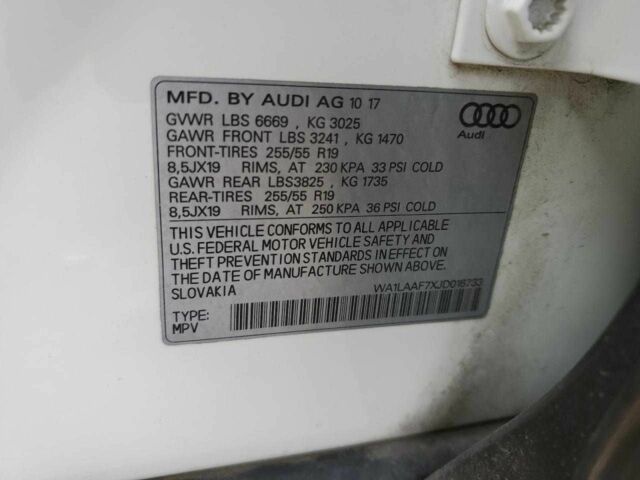 MFD. BY AUDI AG 10 17
GVWR LBS 6669 , KG 3025
GAWR FRONT LBS 3241 , KG 1470
FRONT-TIRES 255/55 R19
8,5JX19 RIMS, AT 230 KPA 33 PSI COLD
GAWR REAR LBS3825 , KG 1735
REAR-TIRES 255/55 R19
8,5JX19 RIMS, AT 250 KPA 36 PSI COLD
Audi
THIS VEHICLE CONFORMS TO ALL APPLICABLE
U.S. FEDERAL MOTOR VEHICLE SAFETY AND
THEFT PREVENTION STANDARDS IN EFFECT ON
THE DATE OF MANUFACTURE SHOWN ABOVE.
SLOVAKIA
WA1LAAF7XJD016733
TYPE:
MPV